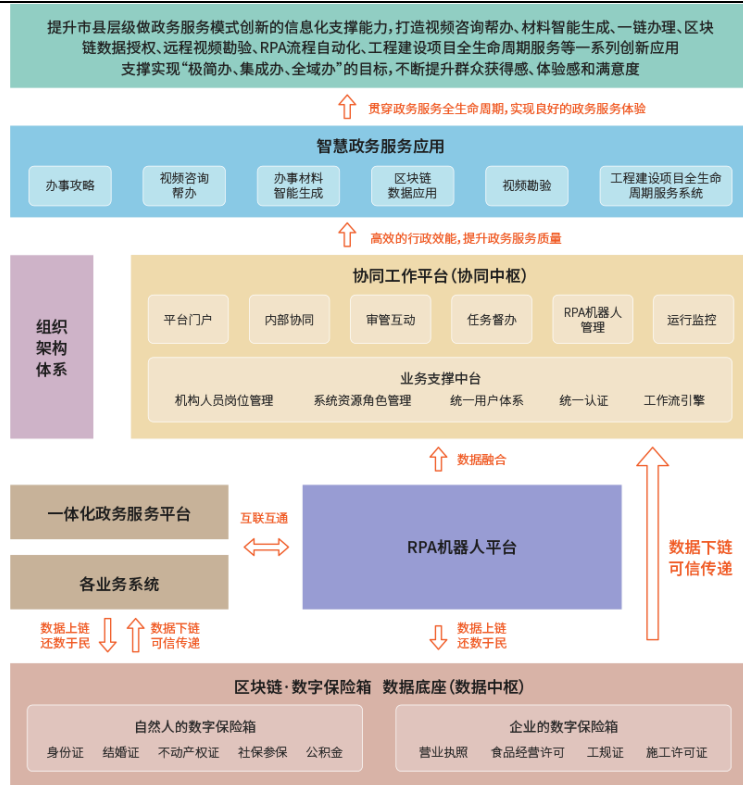 提升市县层级做政务服务模式创新的信息化支撑能力,打造视频咨询帮办、材料智能生成、一链办理、区块
链数据授权、远程视频勘验、RPA流程自动化、工程建设项目全生命周期服务等一系列创新应用
支撑实现“极简办、集成办、全域办”的目标,不断提升群众获得感、体验感和满意度
贯穿政务服务全生命周期,实现良好的政务服务体验
智慧政务服务应用
办事攻略
视频咨询
帮办
办事材料
智能生成
区块链
数据应用
视频勘验
工程建设项目全生命
周期服务系统
高效的行政效能,提升政务服务质量
组织
架构
体系
协同工作平台(协同中枢)
平台门户
内部协同
审管互动
任务督办
RPA机器人
管理
运行监控
业务支撑中台
机构人员岗位管理
系统资源角色管理
统一用户体系
统一认证
工作流引擎
数据融合
一体化政务服务平台
各业务系统
互联互通
RPA机器人平台
数据下链
可信传递
数据上链
还数于民
数据下链
可信传递
数据上链
还数于民
区块链·数字保险箱 数据底座(数据中枢)
自然人的数字保险箱
身份证
结婚证
不动产权证
社保参保
公积金
企业的数字保险箱
营业执照
食品经营许可
工规证
施工许可证